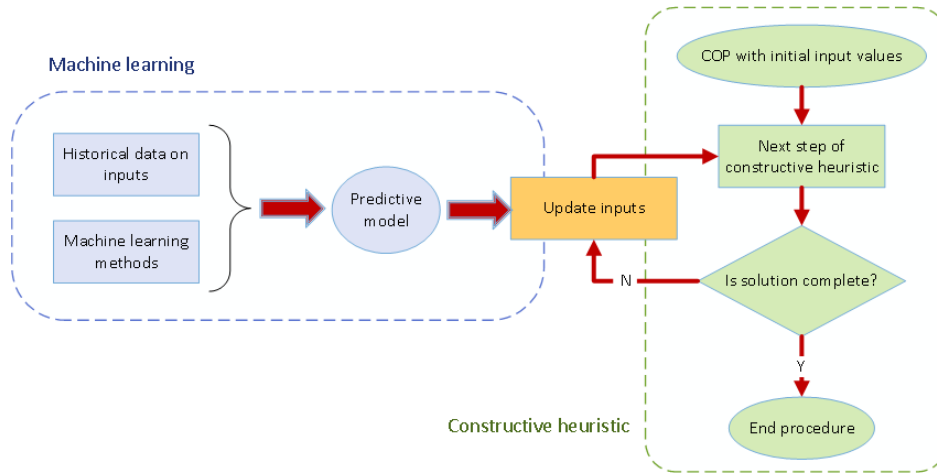 Machine learning
Historical data on
inputs
Machine learning
methods
Predictive
model
Update inputs
COP with initial input values
Next step of
constructive heuristic
Is solution complete?
N
Y
End procedure
Constructive heuristic